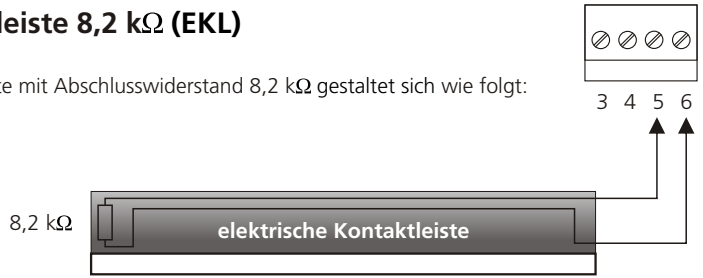 leiste 8,2 kΩ (EKL)
te mit Abschlusswiderstand 8,2 kΩ gestaltet sich wie folgt:
3 4 5 6
8,2 kΩ
elektrische Kontaktleiste